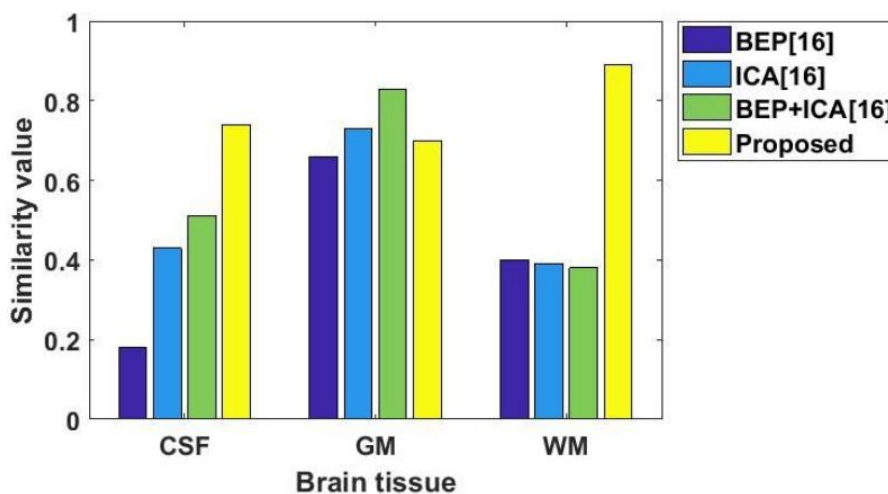 1
0.8
0.6
0.4
0.2
0
Similarity value
CSF
GM
WM
Brain tissue
BEP[16]
ICA[16]
BEP+ICA[16]
Proposed